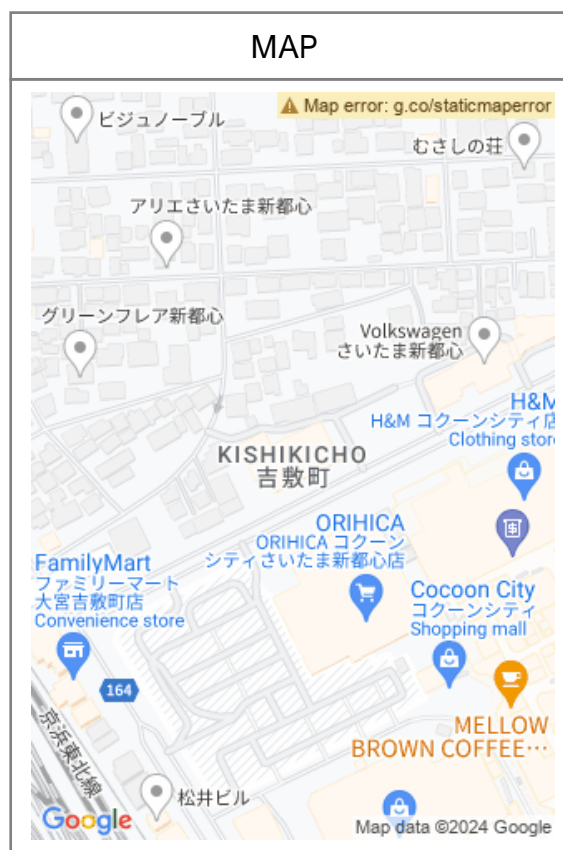 MAP
Map error: g.co/staticmaperror
ビジュノーブル
むさしの荘
アリエさいたま新都心
グリーンフレア新都心
Volkswagen
さいたま新都心
H&M
H&M コクーンシティ店
Clothing store
KISHIKICHO
吉敷町
ORIHICA
ORIHICA コクーン
シティさいたま新都心店
FamilyMart
ファミリーマート
大宮吉敷町店
Convenience store
Cocoon City
コクーンシティ
Shopping mall
164
MELLOW
BROWN COFFEE…
京浜東北線
松井ビル
Google
Map data ©2024 Google